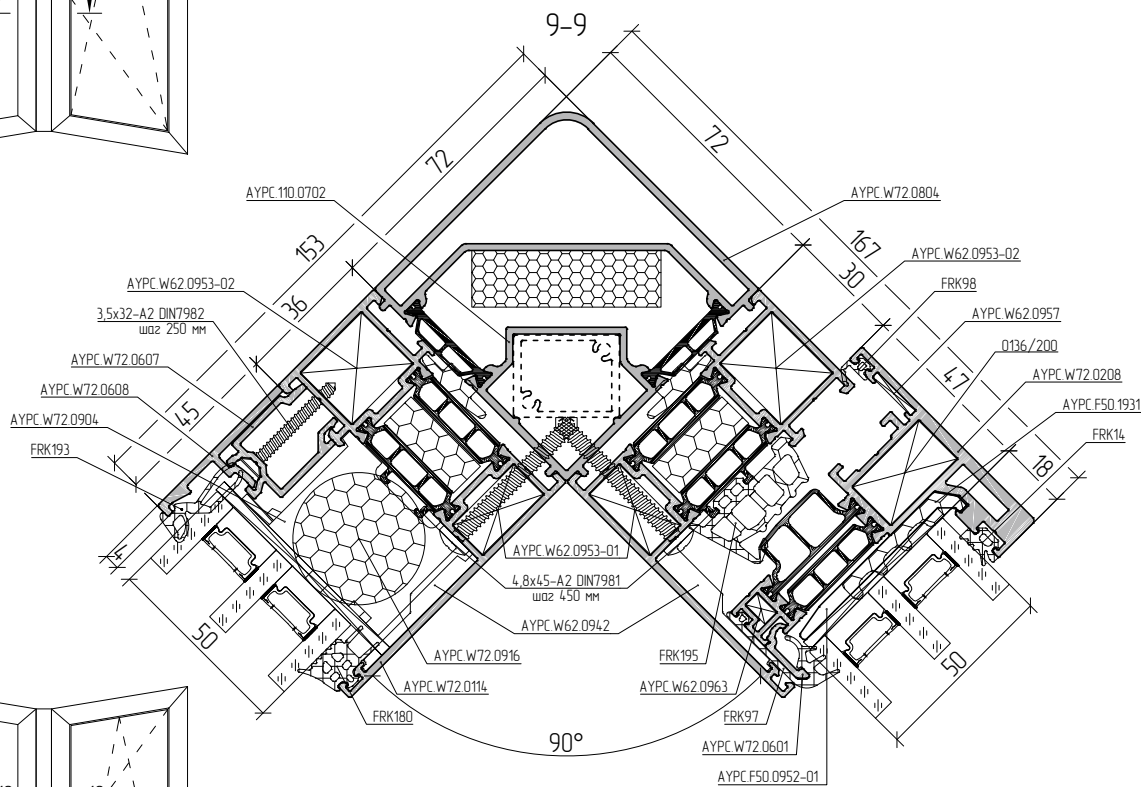 9-9
72
72
AYPC.110.0702
AYPC.W72.0804
153
167
AYPC.W62.0953-02
AYPC.W62.0953-02
30
36
FRK98
3,5x32-A2 DIN7982
шаг 250 мм
AYPC.W62.0957
0136/200
AYPC.W72.0607
47
AYPC.W72.0208
AYPC.W72.0608
45
AYPC.F50.1931
AYPC.W72.0904
FRK14
FRK193
18
4
AYPC.W62.0953-01
4,8x45-A2 DIN7981
шаг 450 мм
50
AYPC.W62.0942
50
AYPC.W72.0916
FRK195
AYPC.W72.0114
AYPC.W62.0963
FRK180
FRK97
90°
AYPC.W72.0601
AYPC.F50.0952-01